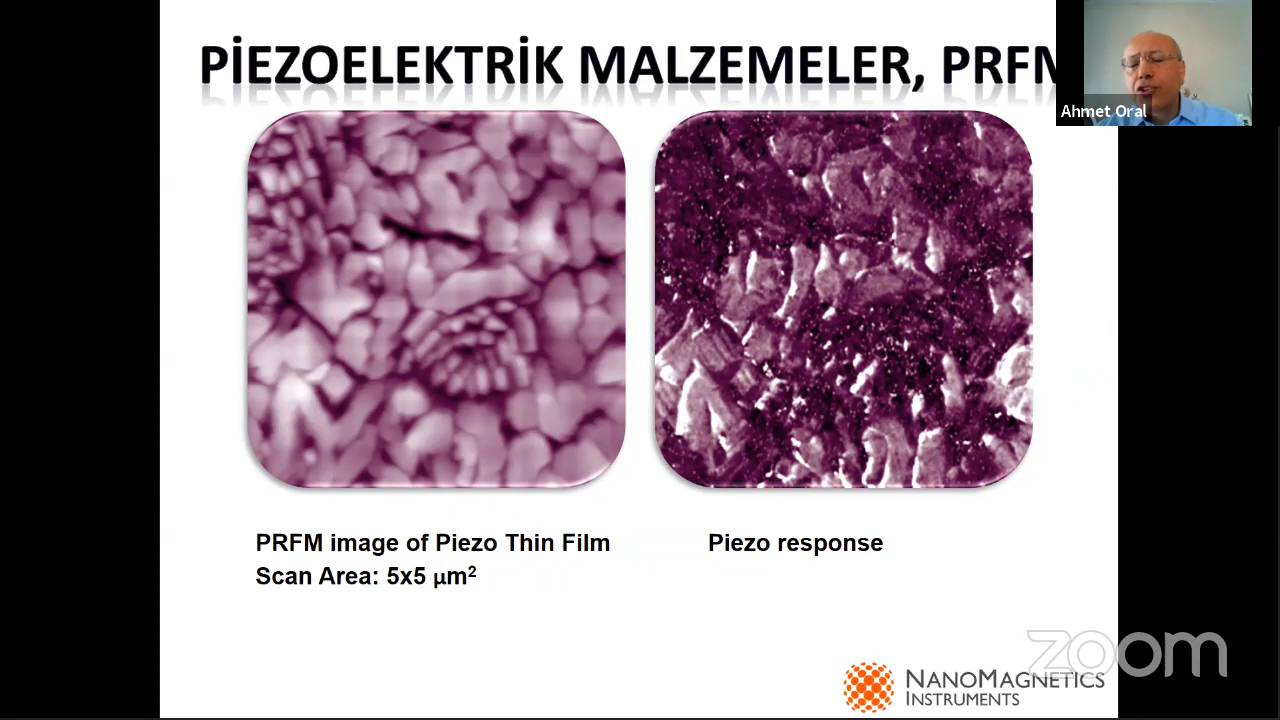 PİEZOELEKTRİK MALZEMELER, PRFM
Ahmet Oral
PRFM image of Piezo Thin Film
Scan Area: 5x5 µm²
Piezo response
zoom
NANOMAGNETICS
INSTRUMENTS